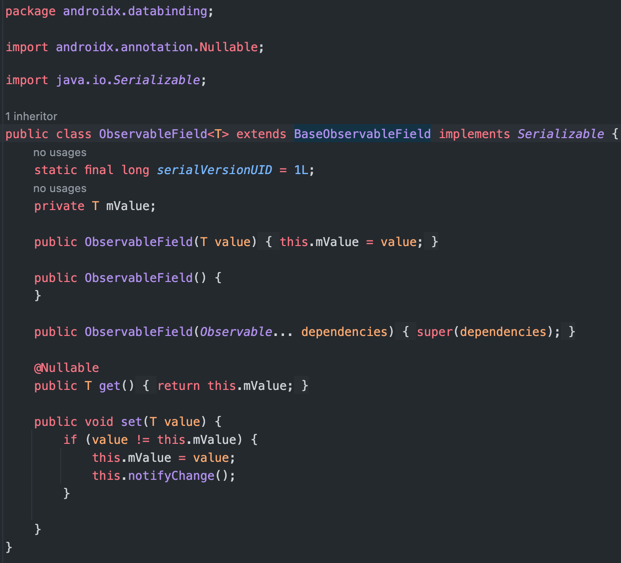 package androidx.databinding;
import androidx.annotation.Nullable;
import java.io.Serializable;
1 inheritor
public class ObservableField<T> extends BaseObservableField implements Serializable {
no usages
static final long serialVersionUID = 1L;
no usages
private T mValue;
public ObservableField(T value) { this.mValue = value; }
public ObservableField() {
}
public ObservableField(Observable... dependencies) { super(dependencies); }
@Nullable
public T get() { return this.mValue; }
public void set(T value) {
if (value != this.mValue) {
this.mValue = value;
this.notifyChange();
}
}
}